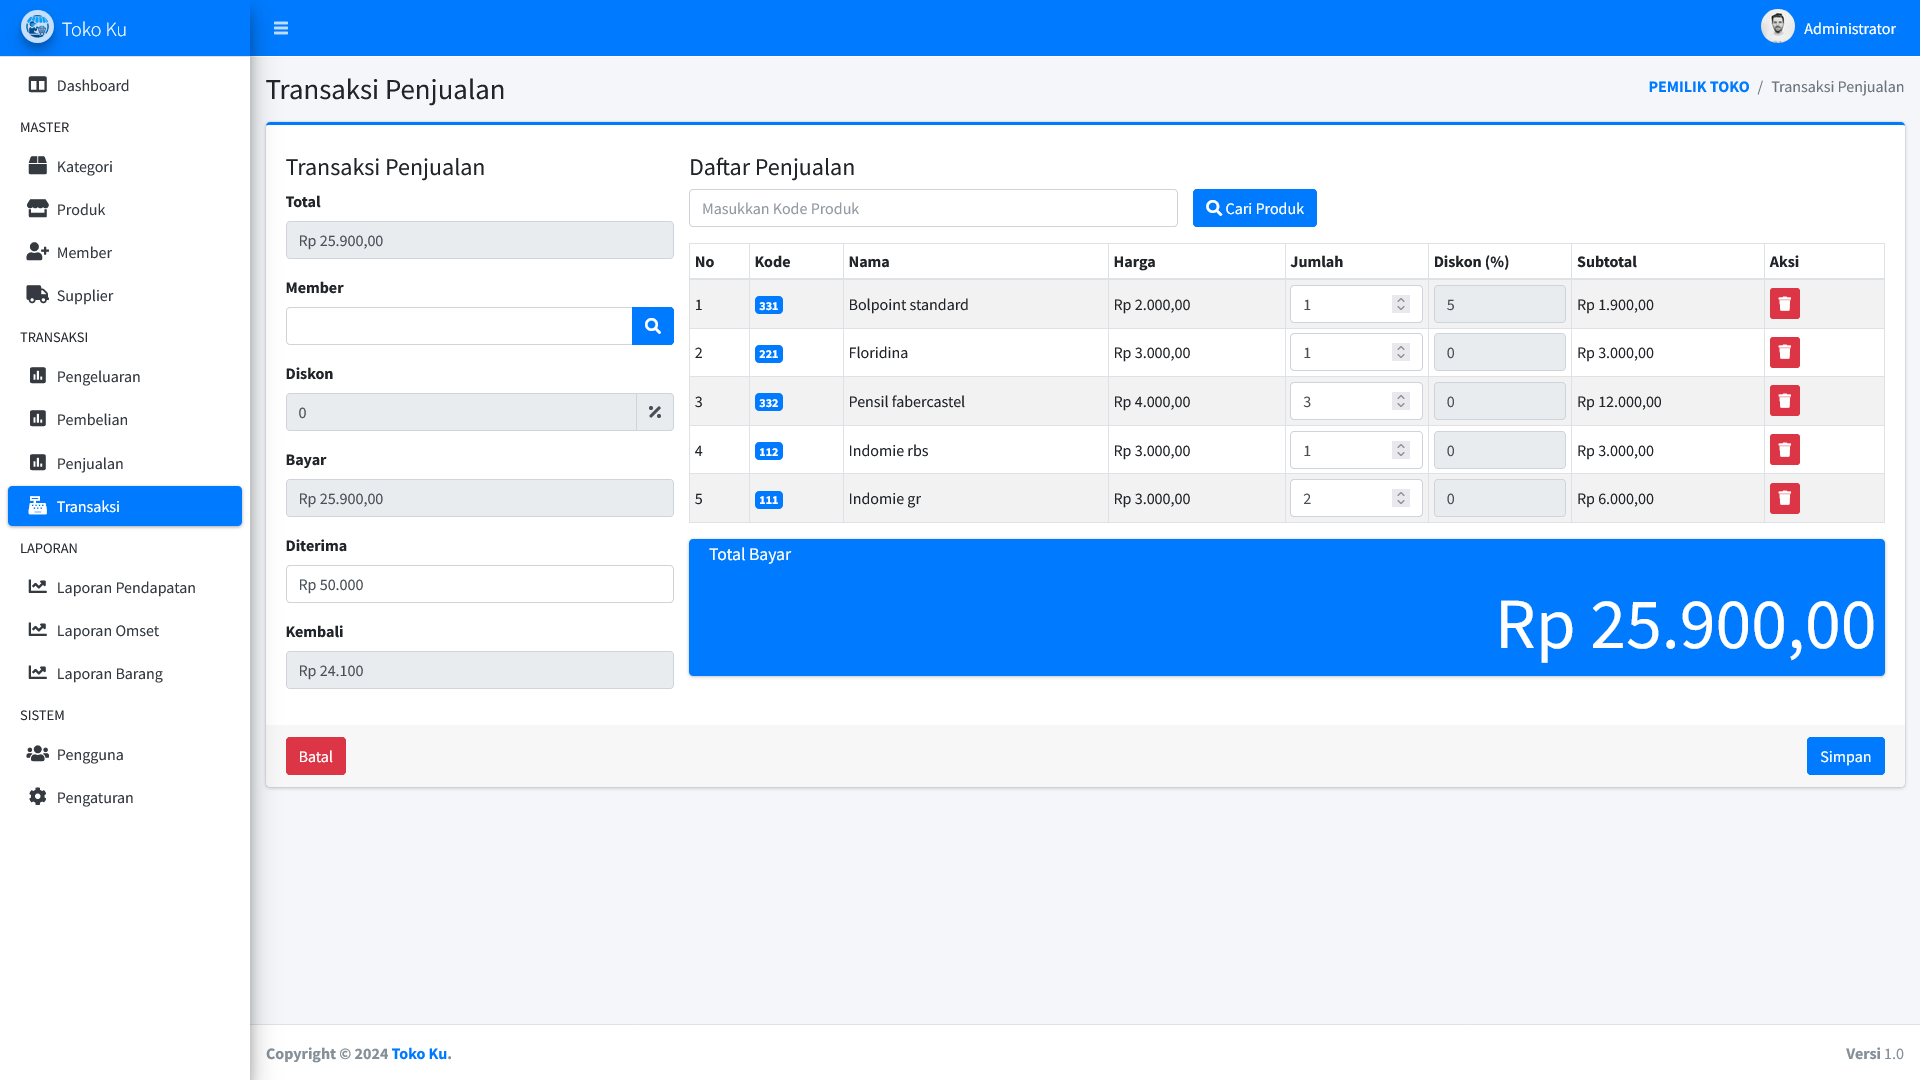 Toko Ku
Administrator
Dashboard
MASTER
Kategori
Produk
Member
Supplier
TRANSAKSI
Pengeluaran
Pembelian
Penjualan
Transaksi
LAPORAN
Laporan Pendapatan
Laporan Omset
Laporan Barang
SISTEM
Pengguna
Pengaturan
Transaksi Penjualan
PEMILIK TOKO / Transaksi Penjualan
Transaksi Penjualan
Total
Rp 25.900,00
Member
Diskon
0 %
Bayar
Rp 25.900,00
Diterima
Rp 50.000
Kembali
Rp 24.100
Daftar Penjualan
Masukkan Kode Produk
Cari Produk
No Kode Nama Harga Jumlah Diskon (%) Subtotal Aksi
1 331 Bolpoint standard Rp 2.000,00 1 5 Rp 1.900,00
2 221 Floridina Rp 3.000,00 1 0 Rp 3.000,00
3 332 Pensil fabercastel Rp 4.000,00 3 0 Rp 12.000,00
4 112 Indomie rbs Rp 3.000,00 1 0 Rp 3.000,00
5 111 Indomie gr Rp 3.000,00 2 0 Rp 6.000,00
Total Bayar
Rp 25.900,00
Batal
Simpan
Copyright © 2024 Toko Ku.
Versi 1.0